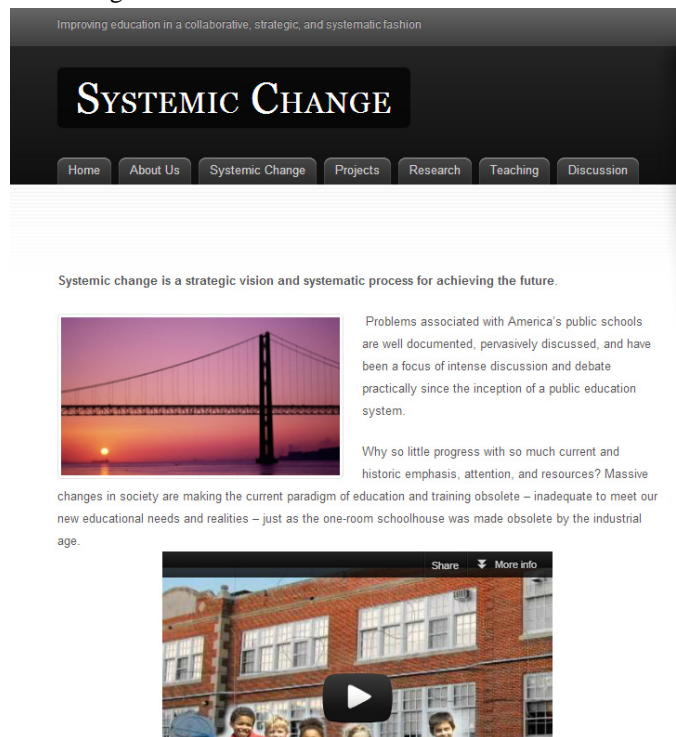 Improving education in a collaborative, strategic, and systematic fashion
SYSTEMIC CHANGE
Home About Us Systemic Change Projects Research Teaching Discussion
Systemic change is a strategic vision and systematic process for achieving the future.
Problems associated with America's public schools
are well documented, pervasively discussed, and have
been a focus of intense discussion and debate
practically since the inception of a public education
system.
Why so little progress with so much current and
historic emphasis, attention, and resources? Massive
changes in society are making the current paradigm of education and training obsolete – inadequate to meet our
new educational needs and realities – just as the one-room schoolhouse was made obsolete by the industrial
age.
Share More info